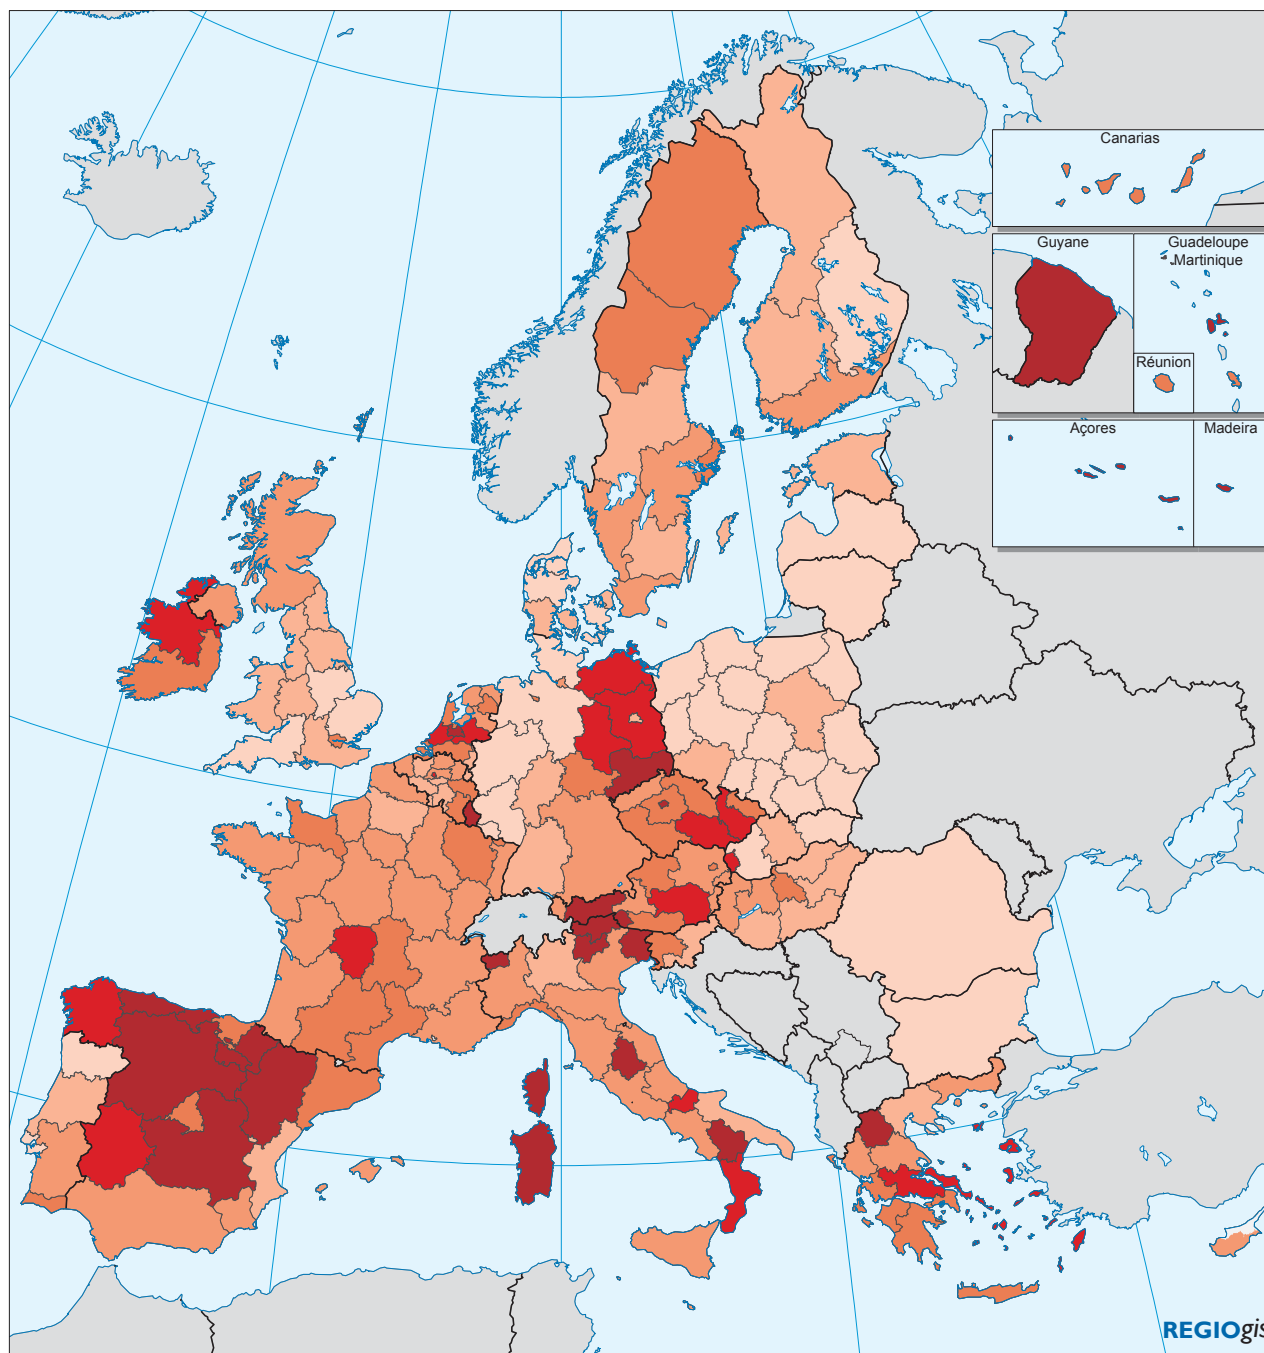 Canarias
Guyane
Guadeloupe
Martinique
Réunion
Açores
Madeira
REGIOgis